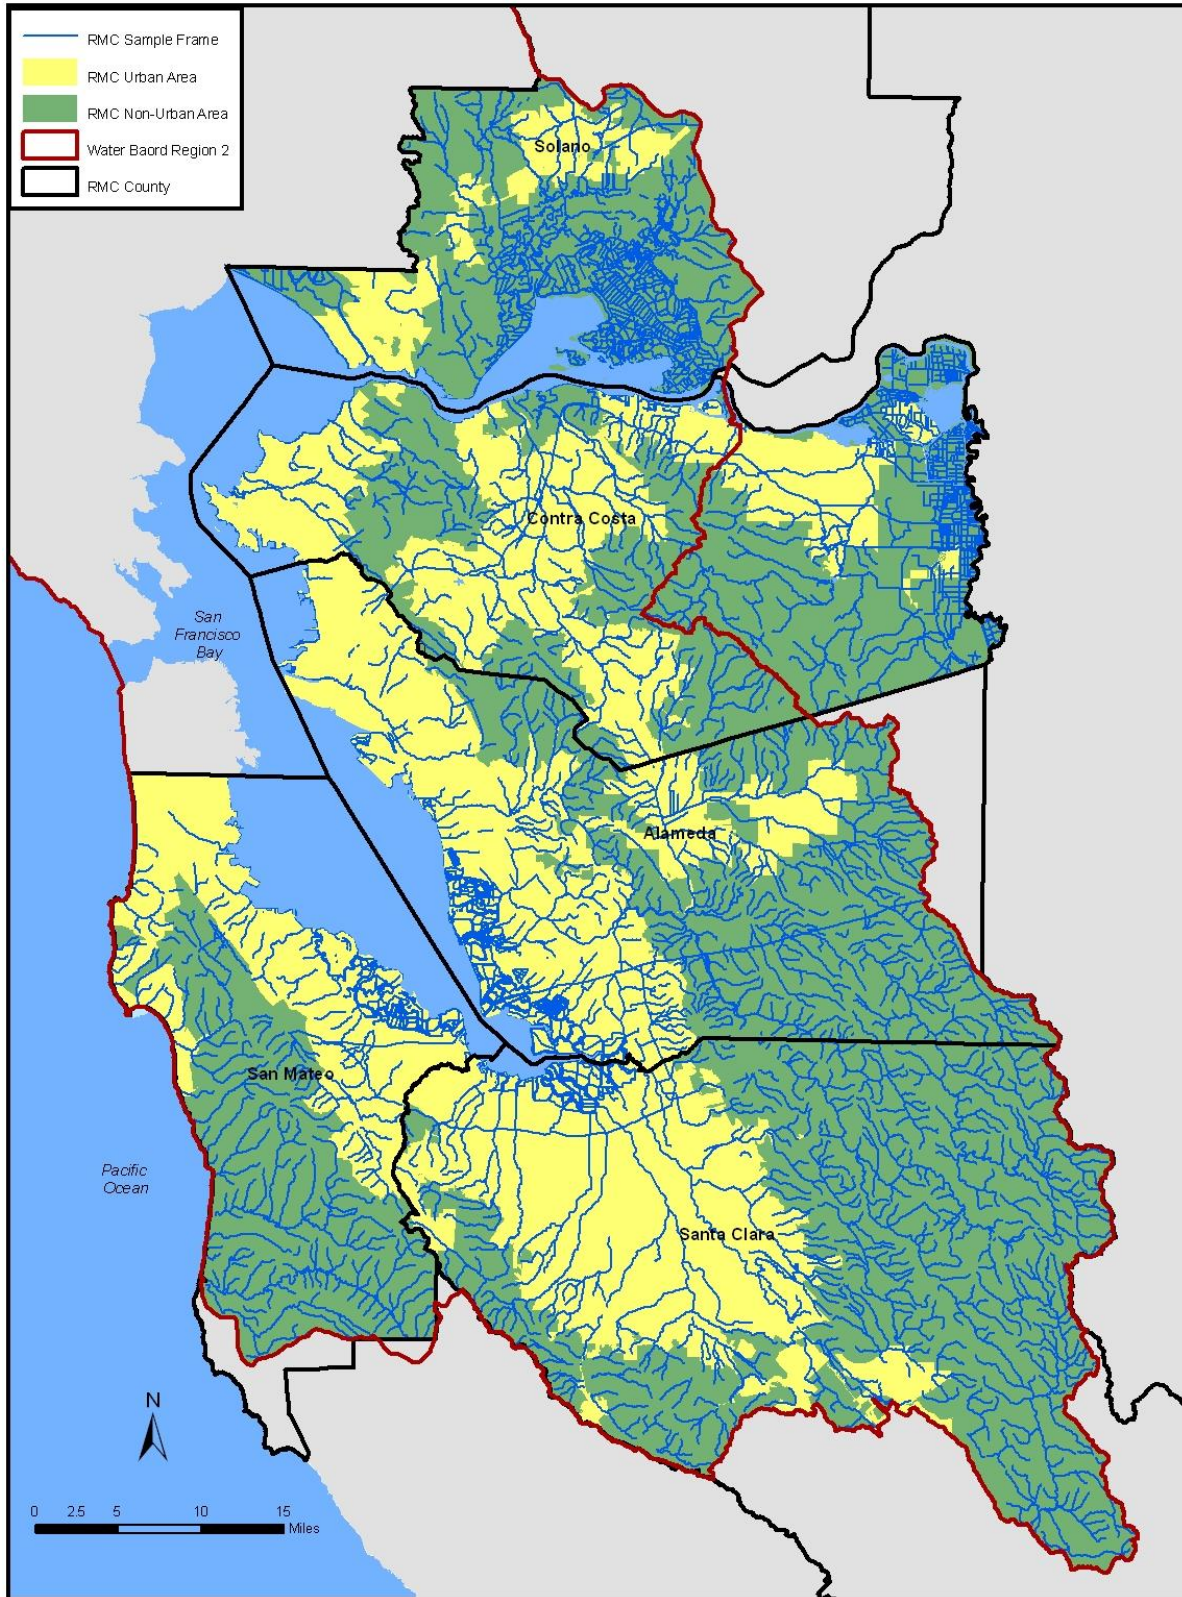 RMC Sample Frame
RMC Urban Area
RMC Non-Urban Area
Water Baord Region 2
RMC County
Solano
Contra Costa
San
Francisco
Bay
Alameda
San Mateo
Pacific
Ocean
Santa Clara
N
0 2.5 5 10 15
Miles